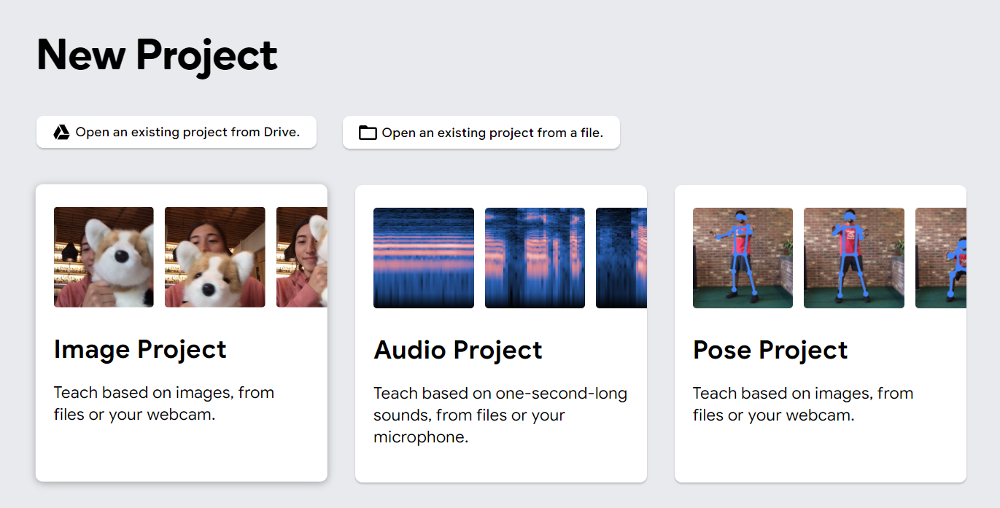 New Project
Open an existing project from Drive.
Open an existing project from a file.
Image Project
Teach based on images, from
files or your webcam.
Audio Project
Teach based on one-second-long
sounds, from files or your
microphone.
Pose Project
Teach based on images, from
files or your webcam.